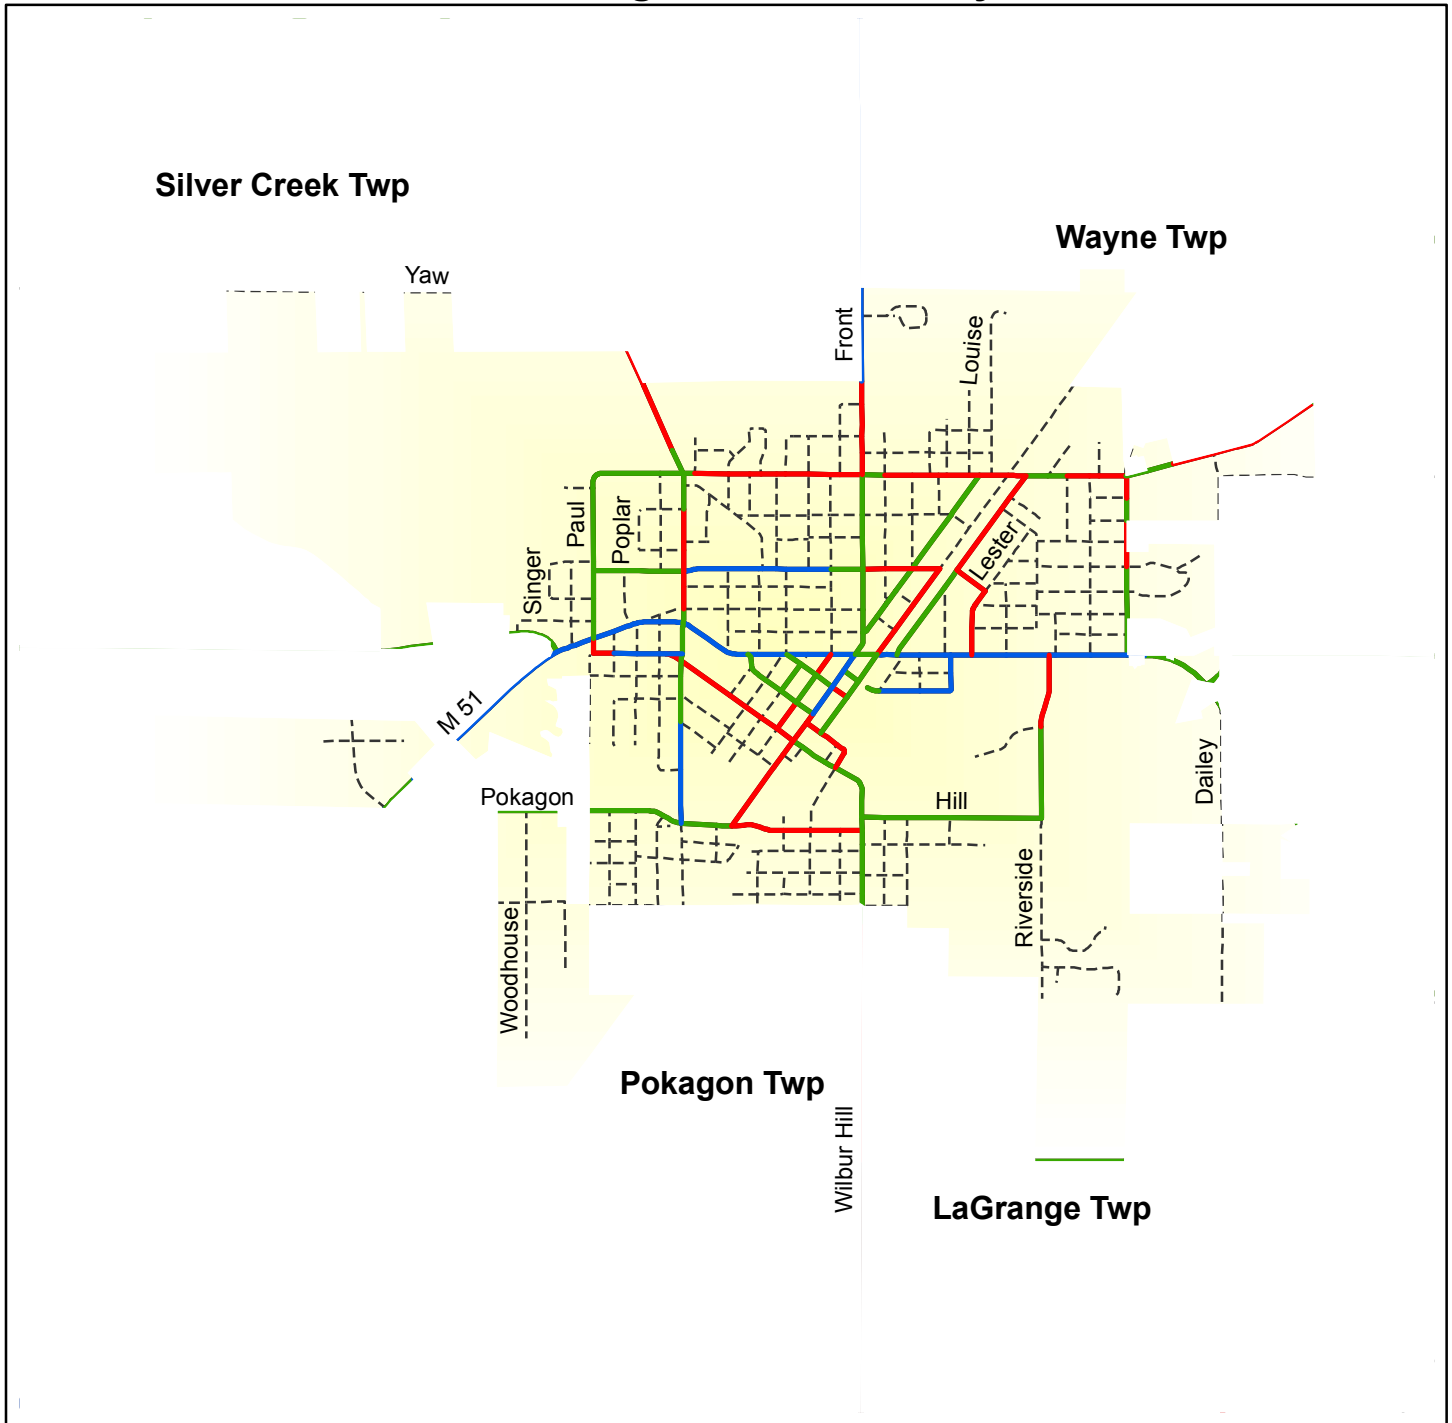 Silver Creek Twp
Wayne Twp
Yaw
Front
Louise
Paul
Poplar
Singer
Lester
M 51
Pokagon
Hill
Dailey
Riverside
Woodhouse
Pokagon Twp
Wilbur Hill
LaGrange Twp